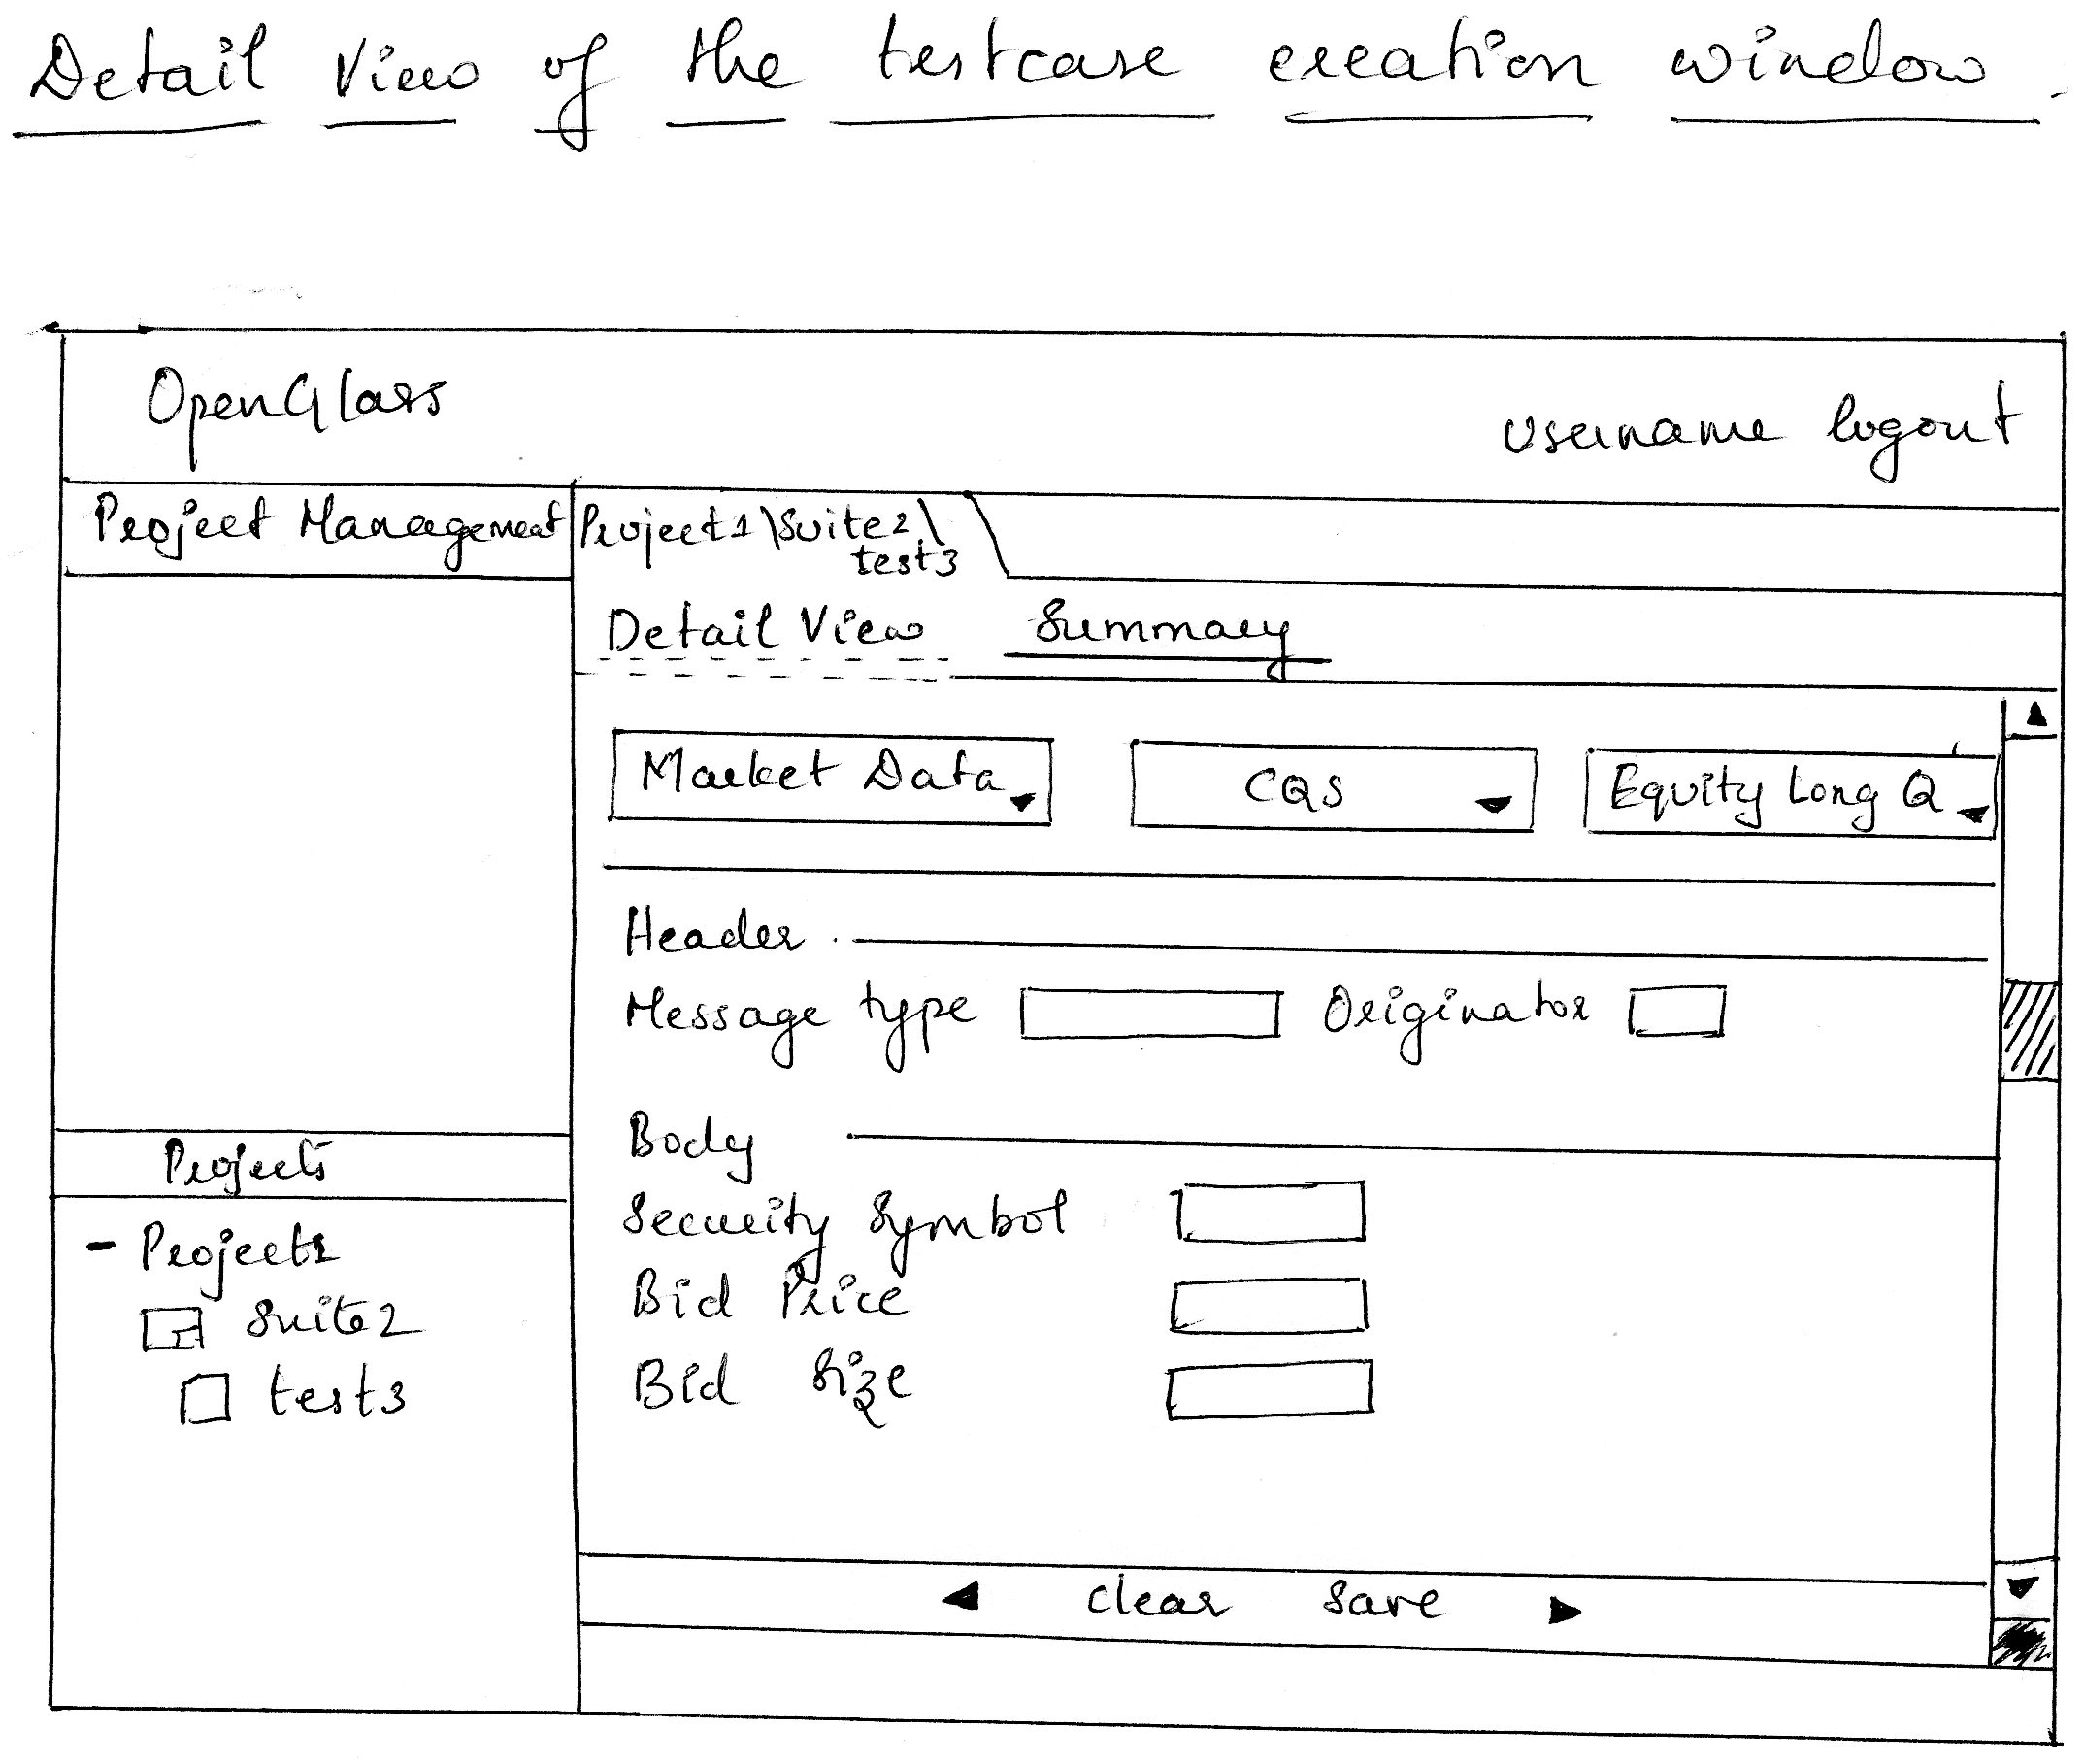 Detail View of the testcase creation window.
OpenGlass
username logout
Project Management
Project1\Suite2\
test3
Detail View Summary
Market Data CQS Equity Long Q
Header
Message type Originator
Body
Security Symbol
Bid Price
Bid Size
Projects
- Project1
Suite2
test3
clear save